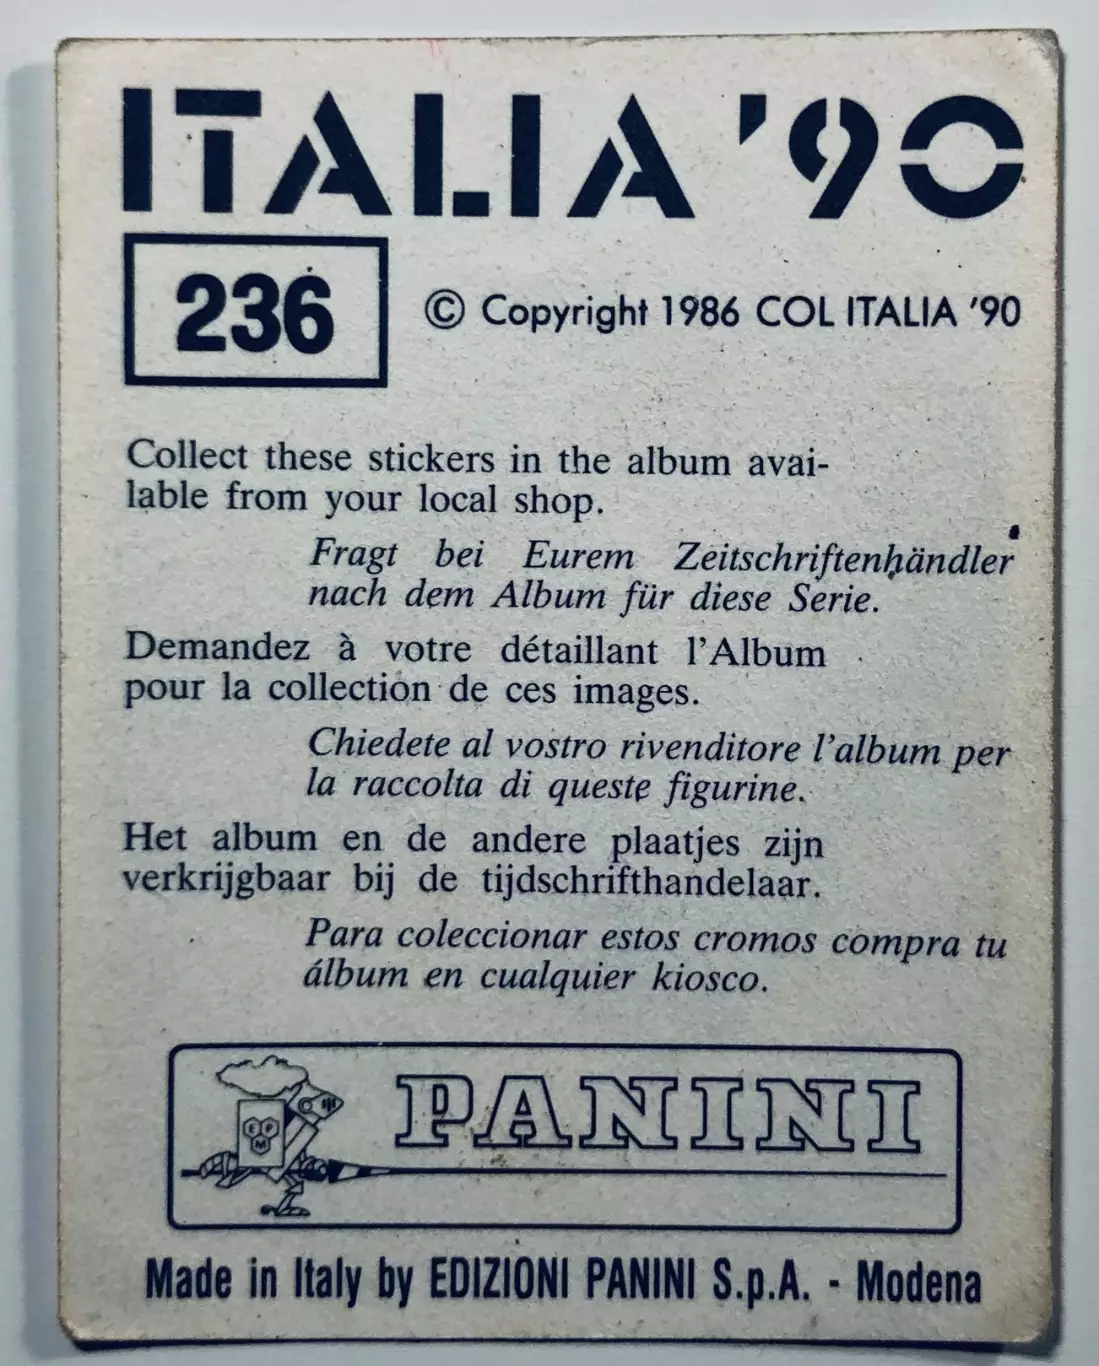 ITALIA '90
236
© Copyright 1986 COL ITALIA '90
Collect these stickers in the album avai-
lable from your local shop.
Fragt bei Eurem Zeitschriftenhändler
nach dem Album für diese Serie.
Demandez à votre détaillant l'Album
pour la collection de ces images.
Chiedete al vostro rivenditore l'album per
la raccolta di queste figurine.
Het album en de andere plaatjes zijn
verkrijgbaar bij de tijdschrifthandelaar.
Para coleccionar estos cromos compra tu
álbum en cualquier kiosco.
EPM
PANINI
Made in Italy by EDIZIONI PANINI S.p.A. - Modena